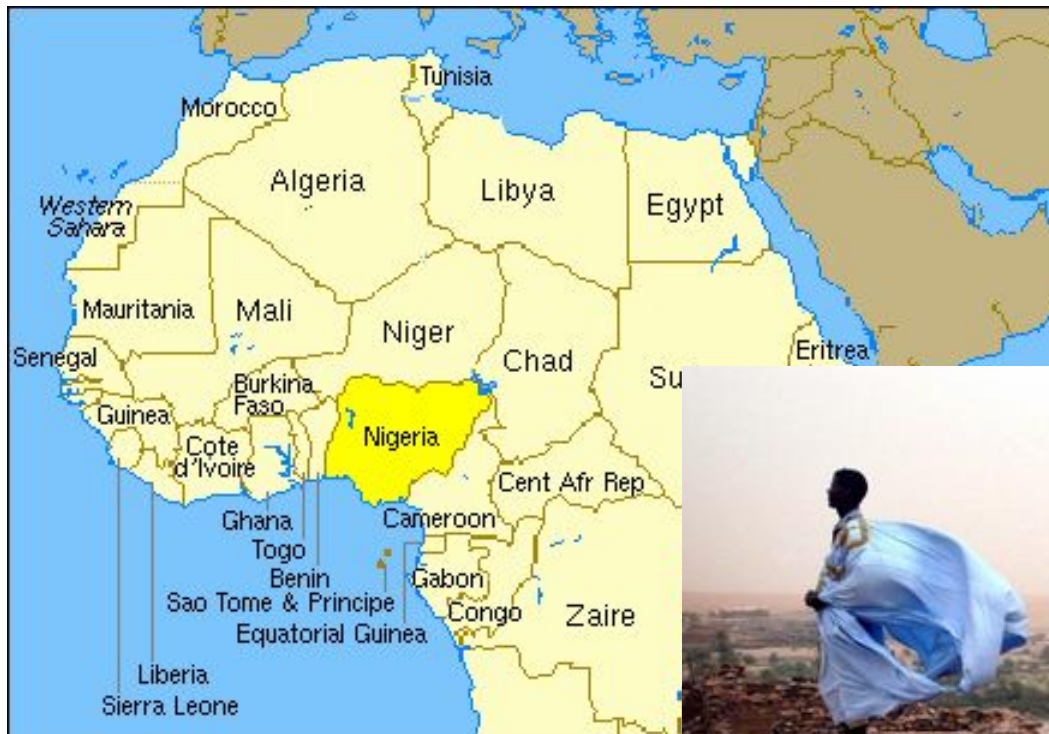 Tunisia
Morocco
Algeria
Libya
Egypt
Western
Sahara
Mauritania
Mali
Niger
Chad
Su
Eritrea
Senegal
Burkina
Faso
Guinea
Nigeria
Cote
d'Ivoire
Cent Afr Rep
Ghana
Cameroon
Togo
Benin
Gabon
Sao Tome & Principe
Congo
Zaire
Equatorial Guinea
Liberia
Sierra Leone